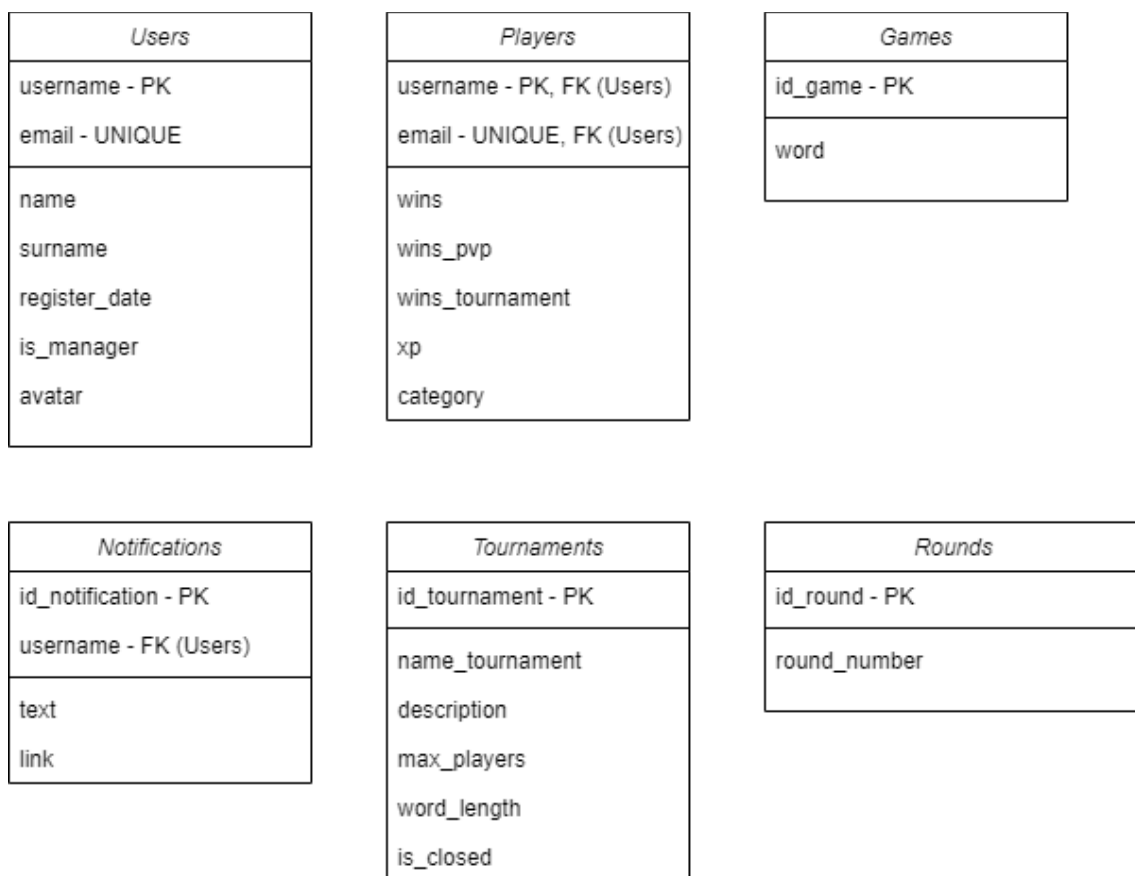 Users
username - PK
email - UNIQUE
name
surname
register_date
is_manager
avatar
Players
username - PK, FK (Users)
email - UNIQUE, FK (Users)
wins
wins_pvp
wins_tournament
xp
category
Games
id_game - PK
word
Notifications
id_notification - PK
username - FK (Users)
text
link
Tournaments
id_tournament - PK
name_tournament
description
max_players
word_length
is_closed
Rounds
id_round - PK
round_number